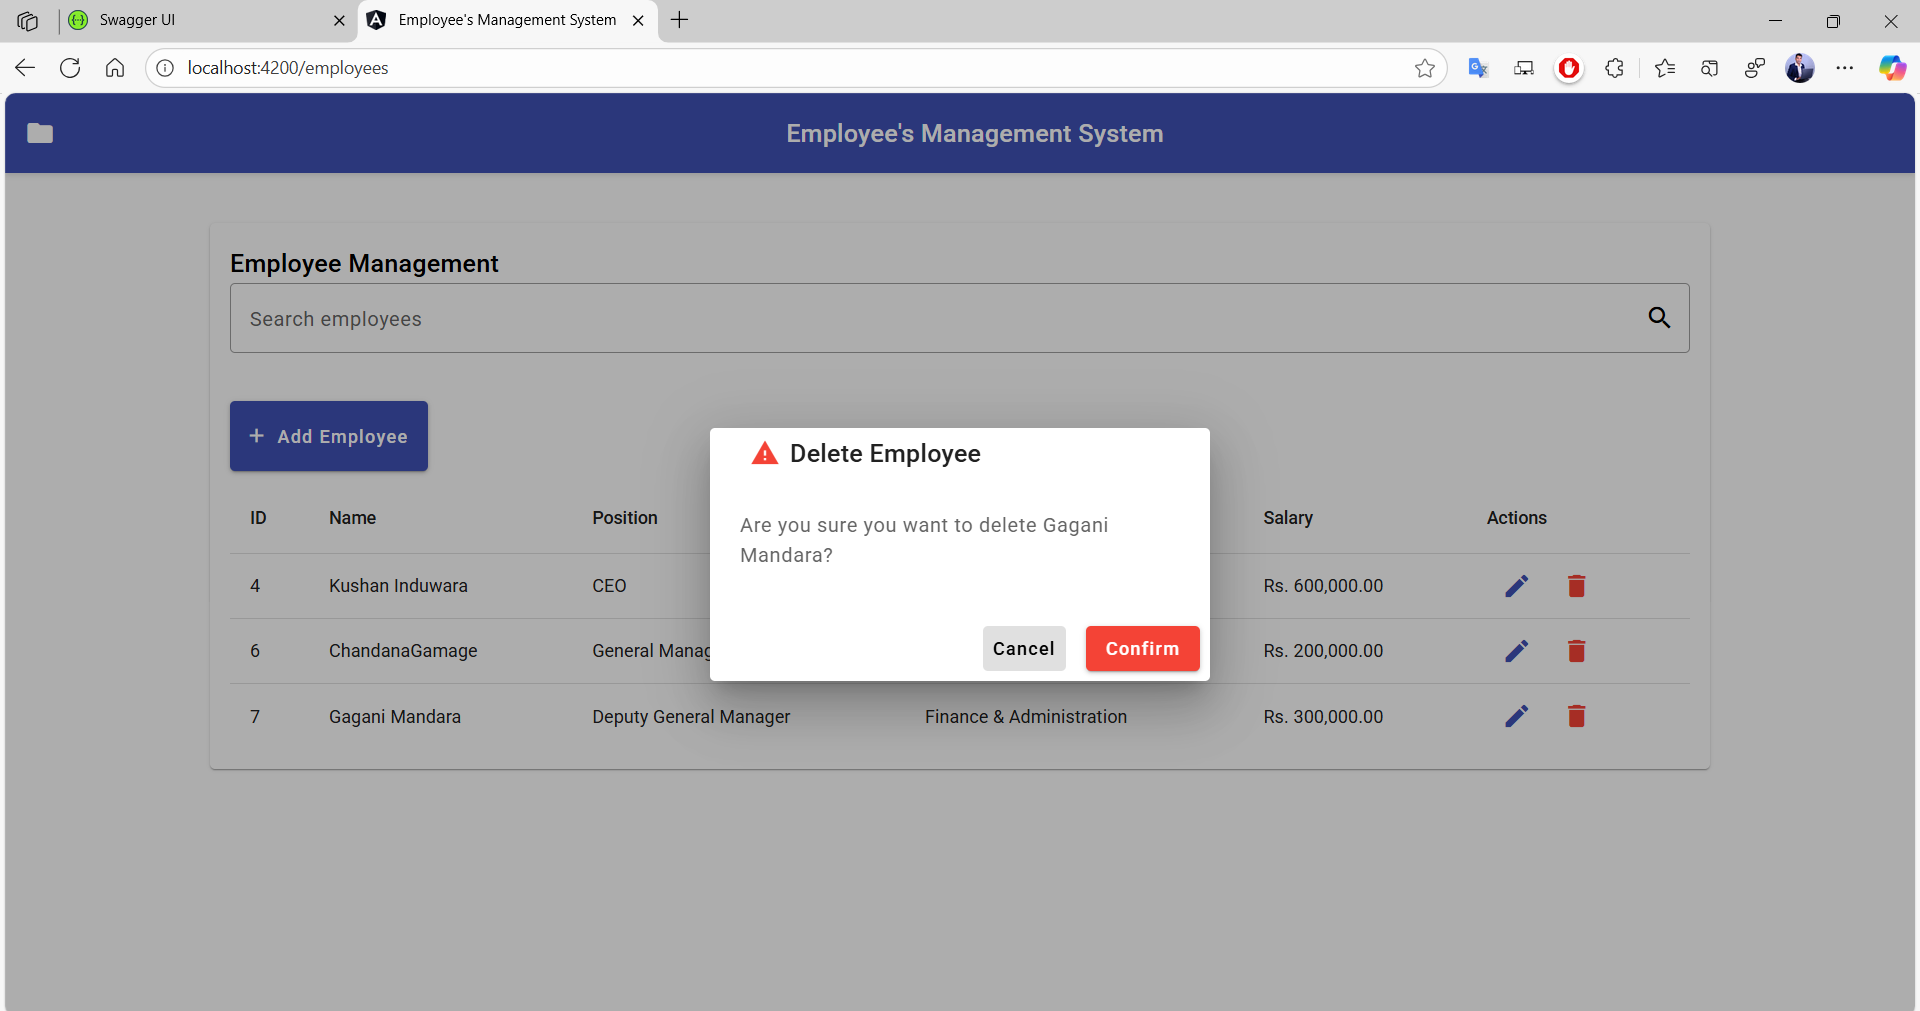 Swagger UI
Employee's Management System
localhost:4200/employees
Employee's Management System
Employee Management
Search employees
+ Add Employee
Delete Employee
Are you sure you want to delete Gagani
Mandara?
Cancel Confirm
ID Name Position Salary Actions
4 Kushan Induwara CEO Rs. 600,000.00
6 ChandanaGamage General Manag Rs. 200,000.00
7 Gagani Mandara Deputy General Manager Finance & Administration Rs. 300,000.00